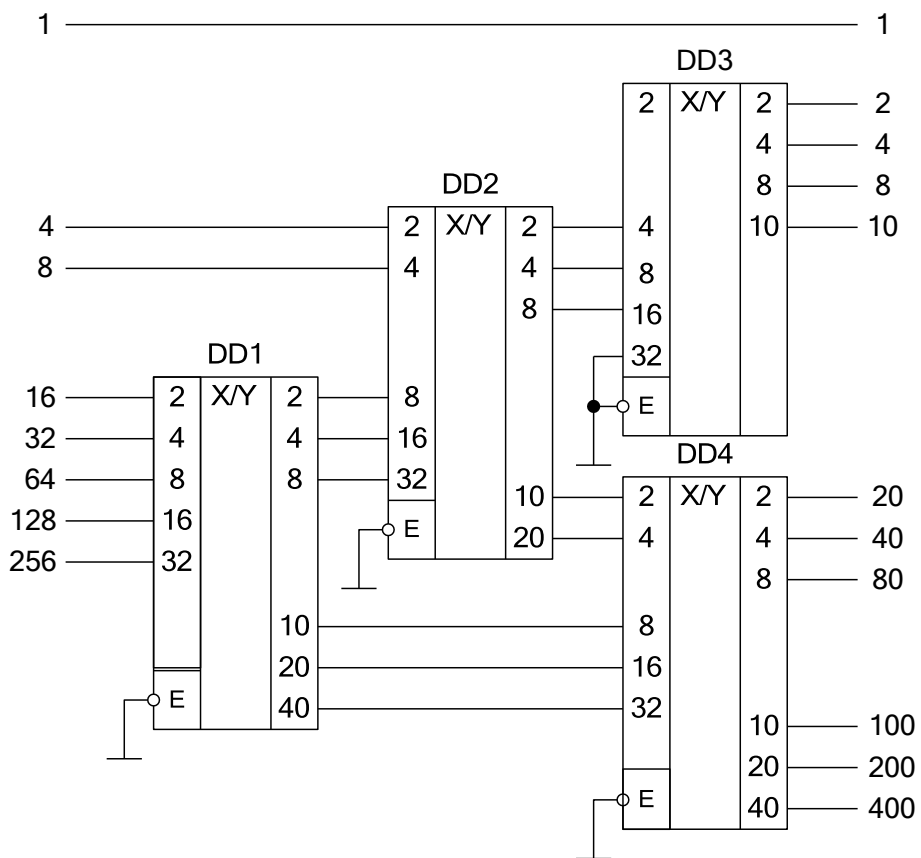 1 1
DD3
2 X/Y 2 2
4 4
8 8
DD2
4 2 X/Y 2 4 10 10
8 4 4 8
8 16
DD1 32
16 2 X/Y 2 8 E
32 4 4 16
DD4
64 8 8 32
128 16 10 2 X/Y 2 20
E
20 4 4 40
256 32 8 80
10 8
20 16
E 40 32
10 100
20 200
E
40 400